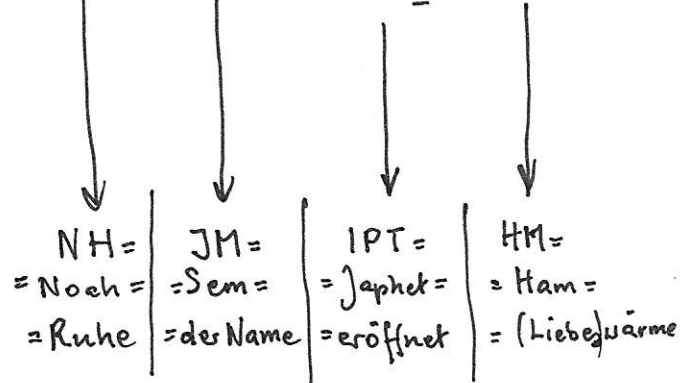 NH= JM= IPT= HM=
=Noah= =Sem= =Japhet= =Ham=
=Ruhe =der Name =eröffnet =(Liebes)wärme